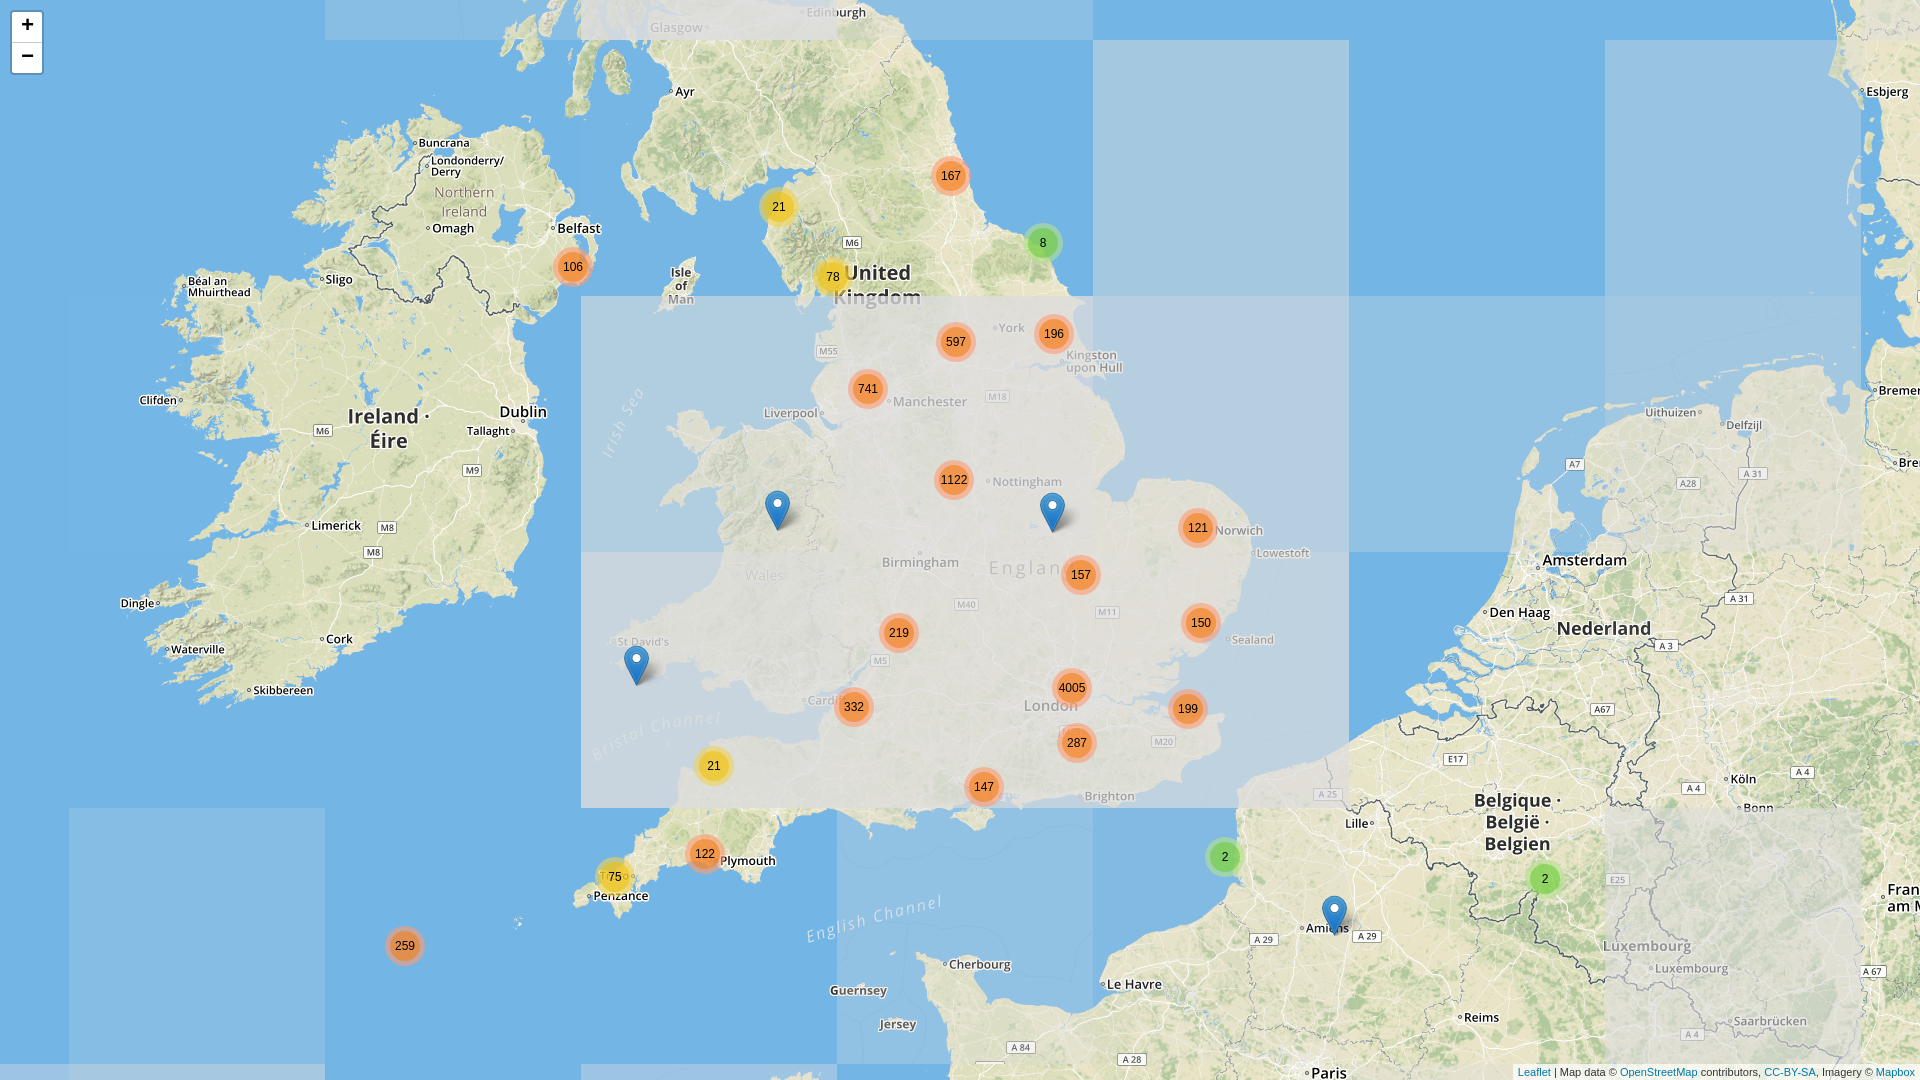 +
−
Edinburgh
Glasgow
Ayr
Esbjerg
Buncrana
Londonderry/
Derry
167
Northern
Ireland
21
Omagh
Belfast
M6
8
106
78
United
Kingdom
Isle
of
Man
Sligo
Béal an
Mhuirthead
York
196
597
M55
Kingston
upon Hull
741
Manchester
M18
Irish Sea
Liverpool
Clifden
Ireland ·
Éire
Dublin
Tallaght
M6
M9
Uithuizen
Delfzijl
Bremer
A7
A 31
A28
Bre
1122
Nottingham
Limerick
M8
M8
121
Norwich
Lowestoft
Birmingham
Wales
Englan
157
Amsterdam
A 31
Dingle
M40
M11
Den Haag
150
Nederland
219
St David's
Cork
Waterville
Sealand
A 3
M5
Skibbereen
4005
London
Cardiff
332
199
A67
Bristol Channel
287
M20
E17
21
147
Brighton
A 25
Köln
A 4
A 4
Bonn
Belgique ·
België ·
Belgien
Lille
122
Plymouth
2
75
Penzance
2
E25
Fran
am M
English Channel
Amiens
A 29
A 29
259
Luxembourg
Luxembourg
A 67
Cherbourg
Le Havre
Guernsey
Jersey
Reims
Saarbrücken
A 4
A 84
A 28
Paris
Leaflet | Map data © OpenStreetMap contributors, CC-BY-SA, Imagery © Mapbox